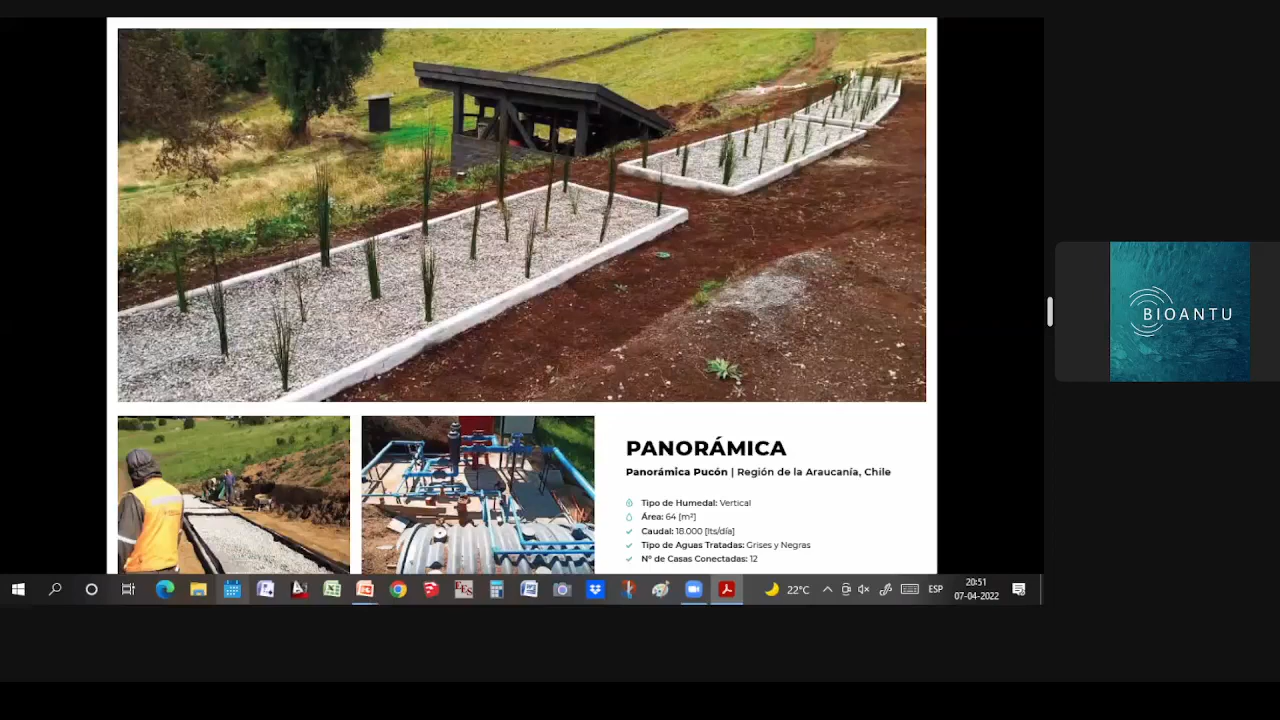 BIOANTU
PANORÁMICA
Panorámica Pucón | Región de la Araucanía, Chile
Tipo de Humedal: Vertical
Área: 64 [m²]
Caudal: 18.000 [lts/día]
Tipo de Aguas Tratadas: Grises y Negras
Nº de Casas Conectadas: 12
22°C
ESP
20:51
07-04-2022